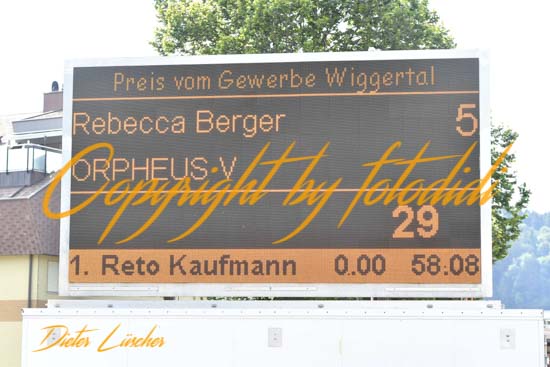 Preis vom Gewerbe Wiggertal
Rebecca Berger 5
ORPHEUS V
Copyright by fotodidi
29
1. Reto Kaufmann 0.00 58.08
Dieter Lüscher